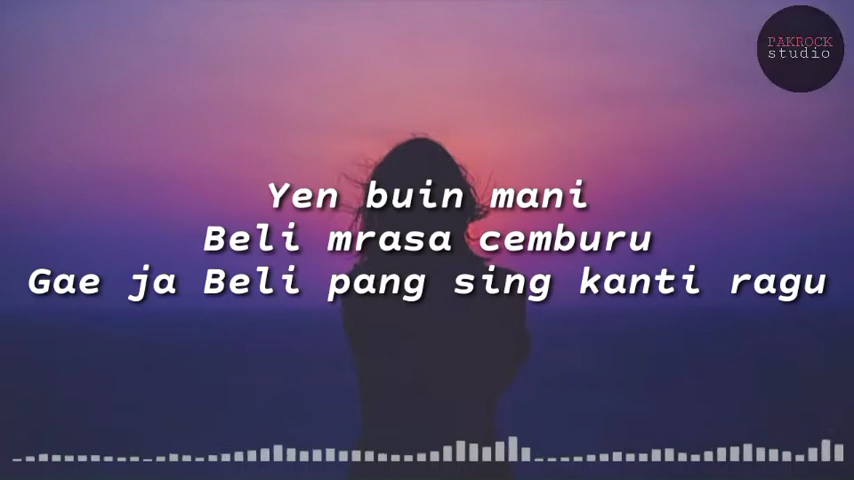 PAKROCK
studio
Yen buin mani
Beli mrasa cemburu
Gae ja Beli pang sing kanti ragu